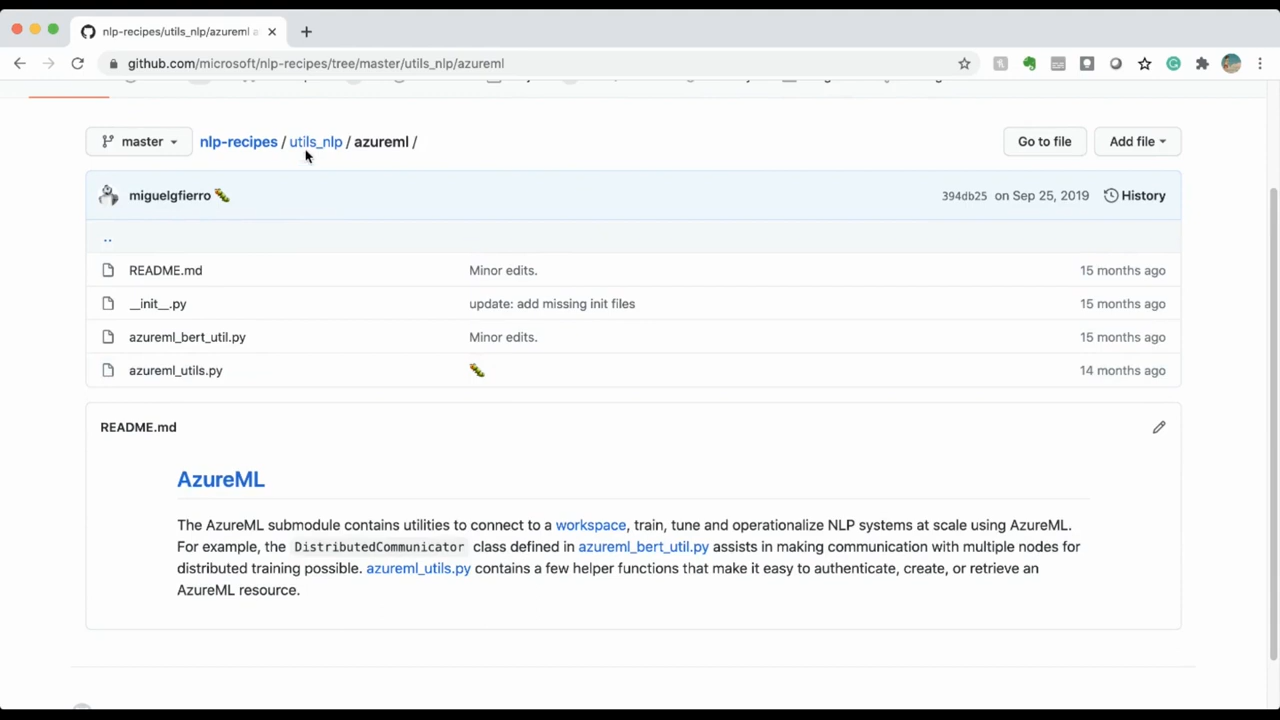 nlp-recipes/utils_nlp/azureml a
github.com/microsoft/nlp-recipes/tree/master/utils_nlp/azureml
master
nlp-recipes / utils_nlp / azureml /
Go to file
Add file
miguelgfierro 🐛
394db25 on Sep 25, 2019
History
..
README.md Minor edits. 15 months ago
__init__.py update: add missing init files 15 months ago
azureml_bert_util.py Minor edits. 15 months ago
azureml_utils.py 🐛 14 months ago
README.md
AzureML
The AzureML submodule contains utilities to connect to a workspace, train, tune and operationalize NLP systems at scale using AzureML.
For example, the DistributedCommunicator class defined in azureml_bert_util.py assists in making communication with multiple nodes for
distributed training possible. azureml_utils.py contains a few helper functions that make it easy to authenticate, create, or retrieve an
AzureML resource.